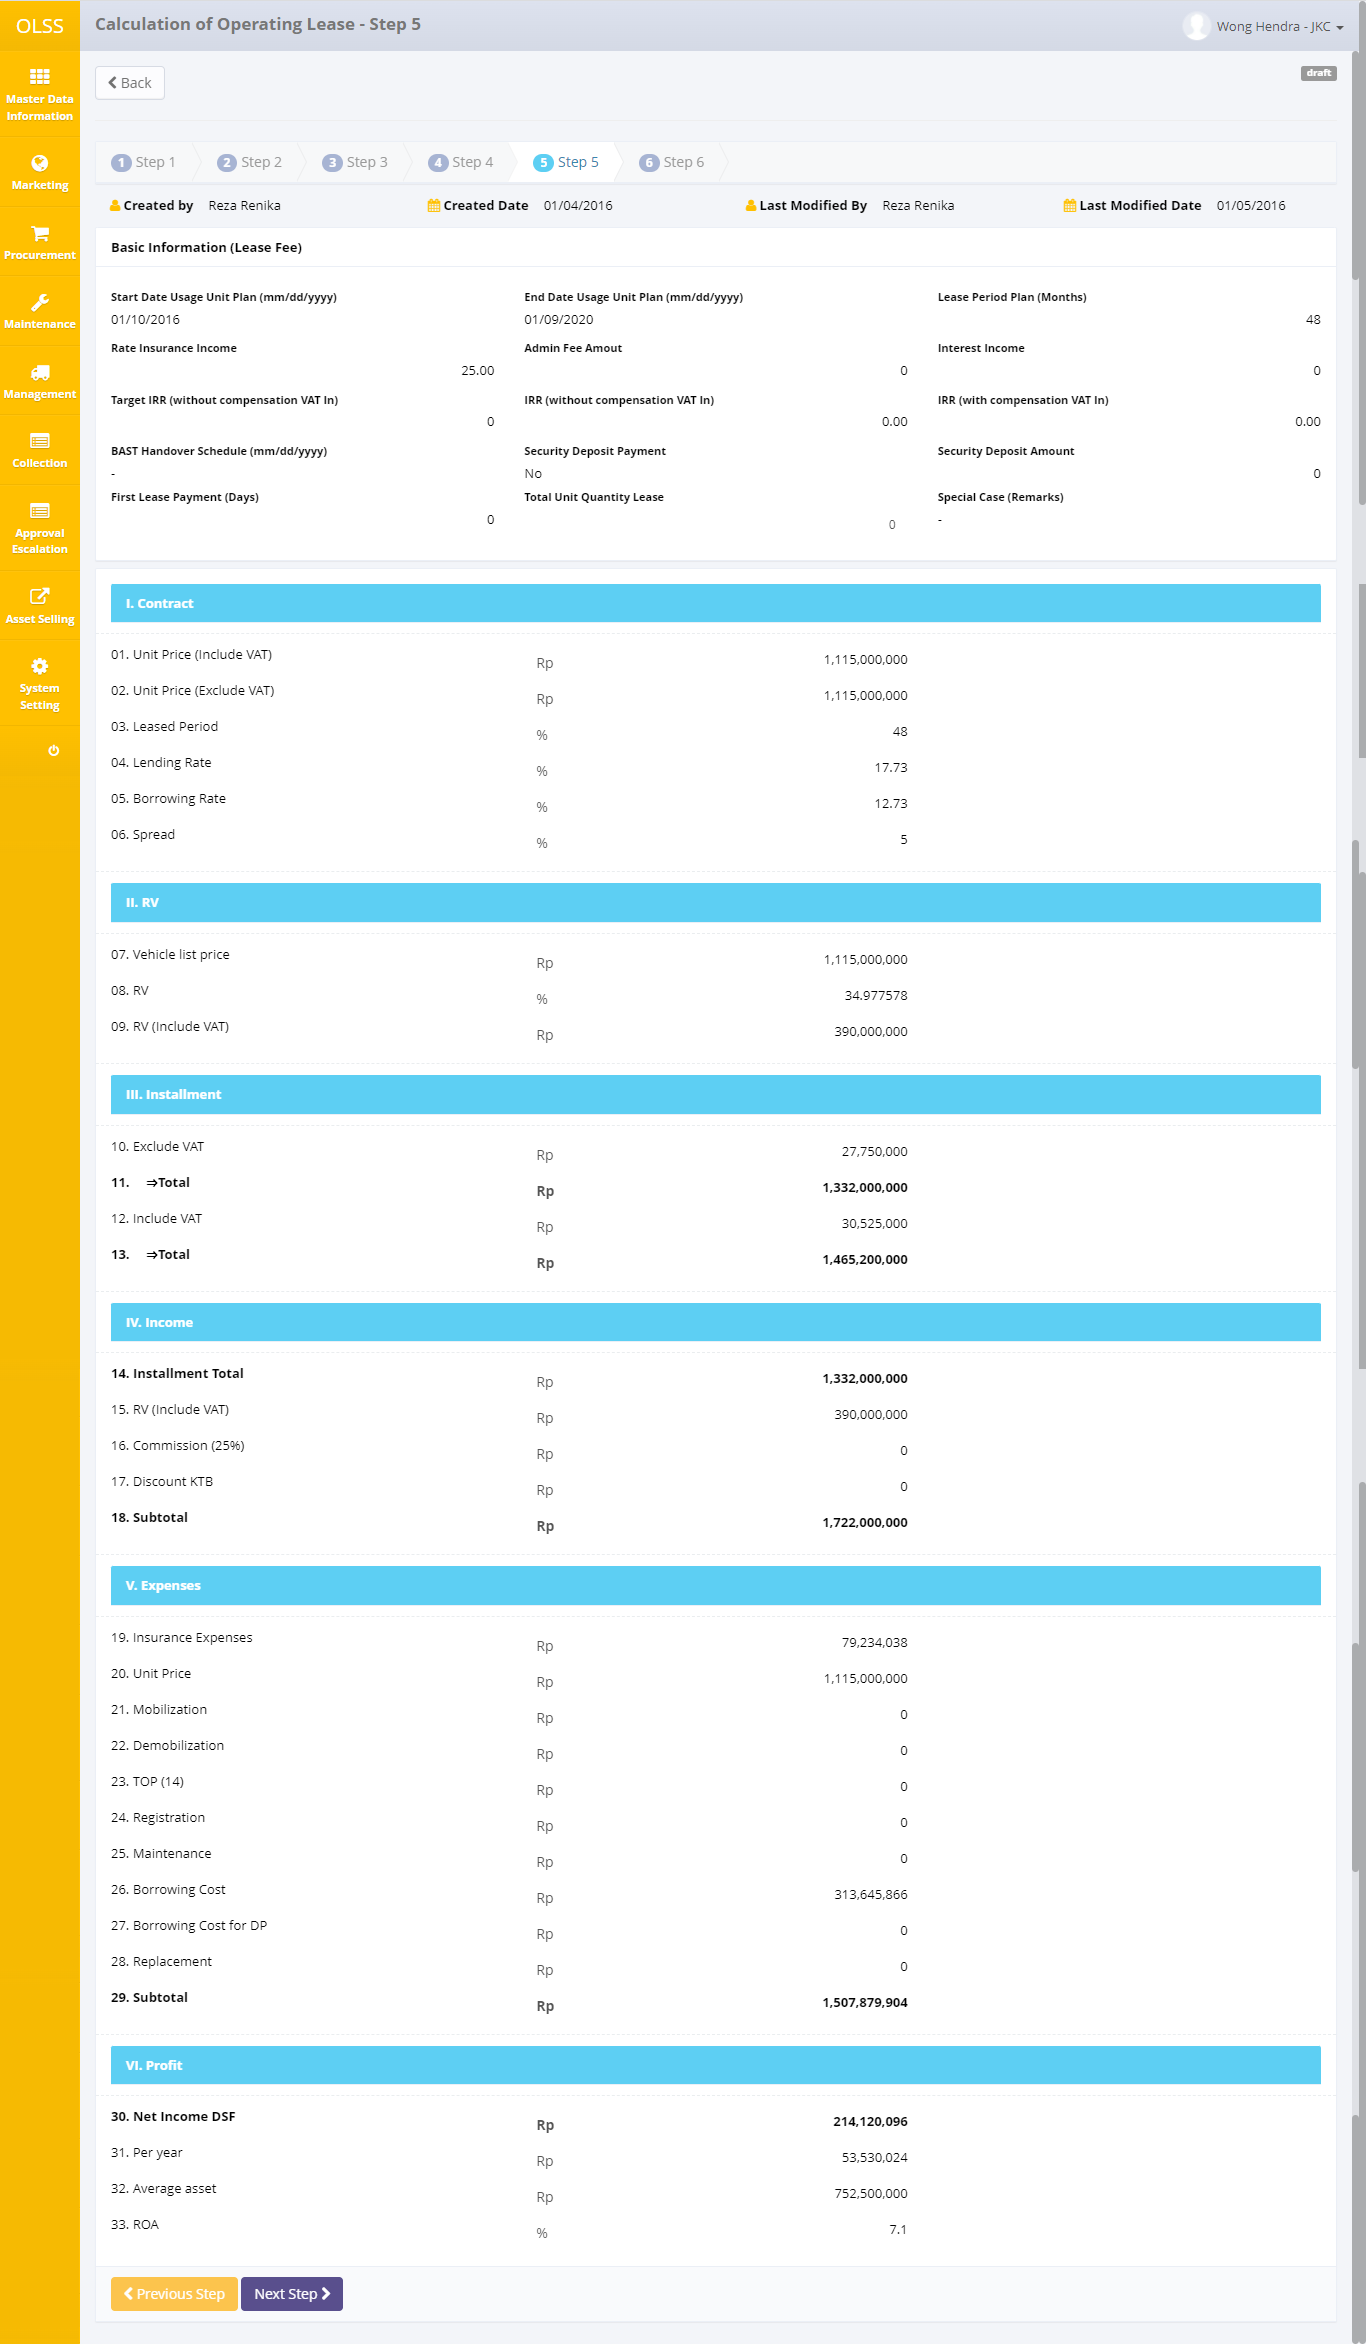 OLSS
Calculation of Operating Lease - Step 5
Wong Hendra - JKC
Master Data
Information
Marketing
Procurement
Maintenance
Management
Collection
Approval
Escalation
Asset Selling
System
Setting
Back
draft
1 Step 1
2 Step 2
3 Step 3
4 Step 4
5 Step 5
6 Step 6
Created by Reza Renika
Created Date 01/04/2016
Last Modified By Reza Renika
Last Modified Date 01/05/2016
Basic Information (Lease Fee)
Start Date Usage Unit Plan (mm/dd/yyyy)
01/10/2016
End Date Usage Unit Plan (mm/dd/yyyy)
01/09/2020
Lease Period Plan (Months)
48
Rate Insurance Income
25.00
Admin Fee Amout
0
Interest Income
0
Target IRR (without compensation VAT In)
0
IRR (without compensation VAT In)
0.00
IRR (with compensation VAT In)
0.00
BAST Handover Schedule (mm/dd/yyyy)
-
Security Deposit Payment
No
Security Deposit Amount
0
First Lease Payment (Days)
0
Total Unit Quantity Lease
0
Special Case (Remarks)
-
I. Contract
01. Unit Price (Include VAT) Rp 1,115,000,000
02. Unit Price (Exclude VAT) Rp 1,115,000,000
03. Leased Period % 48
04. Lending Rate % 17.73
05. Borrowing Rate % 12.73
06. Spread % 5
II. RV
07. Vehicle list price Rp 1,115,000,000
08. RV % 34.977578
09. RV (Include VAT) Rp 390,000,000
III. Installment
10. Exclude VAT Rp 27,750,000
11. ⇒Total Rp 1,332,000,000
12. Include VAT Rp 30,525,000
13. ⇒Total Rp 1,465,200,000
IV. Income
14. Installment Total Rp 1,332,000,000
15. RV (Include VAT) Rp 390,000,000
16. Commission (25%) Rp 0
17. Discount KTB Rp 0
18. Subtotal Rp 1,722,000,000
V. Expenses
19. Insurance Expenses Rp 79,234,038
20. Unit Price Rp 1,115,000,000
21. Mobilization Rp 0
22. Demobilization Rp 0
23. TOP (14) Rp 0
24. Registration Rp 0
25. Maintenance Rp 0
26. Borrowing Cost Rp 313,645,866
27. Borrowing Cost for DP Rp 0
28. Replacement Rp 0
29. Subtotal Rp 1,507,879,904
VI. Profit
30. Net Income DSF Rp 214,120,096
31. Per year Rp 53,530,024
32. Average asset Rp 752,500,000
33. ROA % 7.1
Previous Step
Next Step